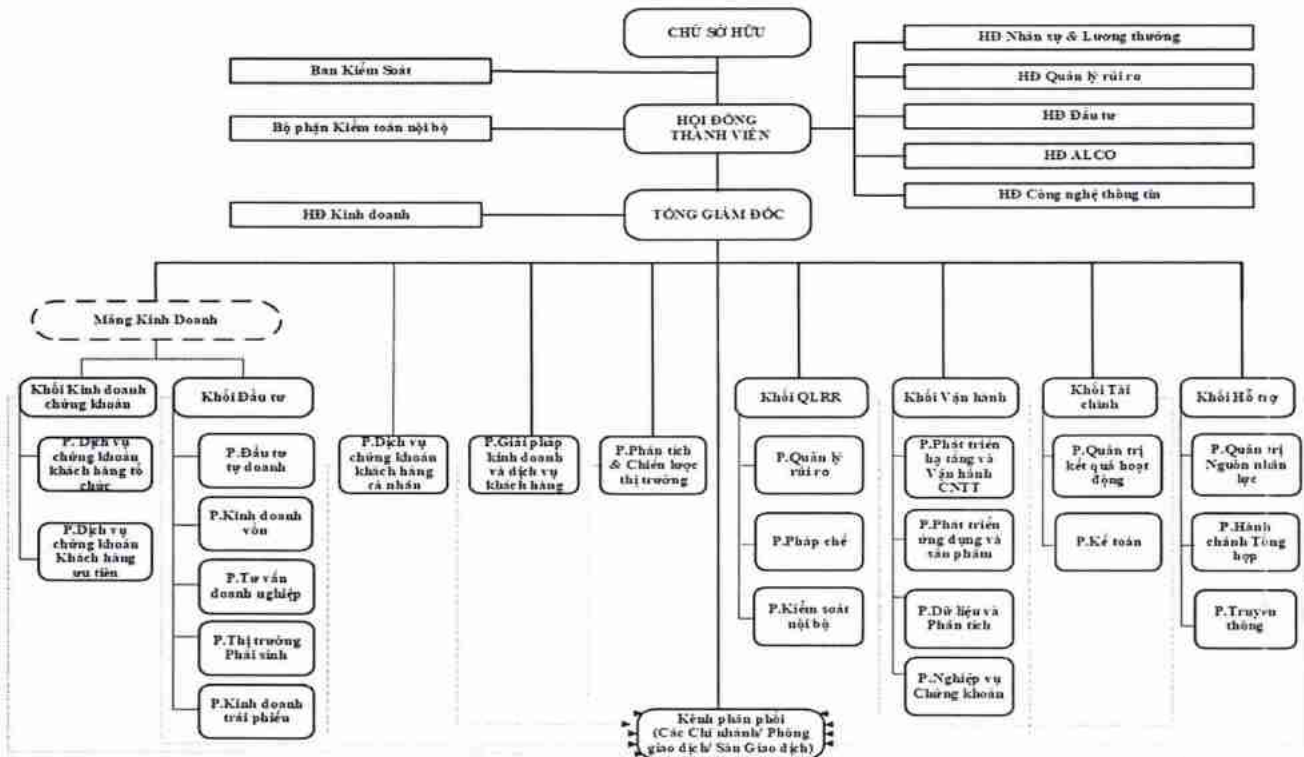 CHỦ SỞ HỮU
HĐ Nhân sự & Lương thưởng
Ban Kiểm Soát
HĐ Quản lý rủi ro
Bộ phận Kiểm toán nội bộ
HỘI ĐỒNG
THÀNH VIÊN
HĐ Đầu tư
HĐ ALCO
HĐ Kinh doanh
TỔNG GIÁM ĐỐC
HĐ Công nghệ thông tin
Mảng Kinh Doanh
Khối Kinh doanh
chứng khoán
P. Dịch vụ
chứng khoán
khách hàng tổ
chức
P.Dịch vụ
chứng khoán
Khách hàng
ưu tiên
Khối Đầu tư
P.Đầu tư
tự doanh
P.Kinh doanh
vốn
P.Tư vấn
doanh nghiệp
P.Thị trường
Phái sinh
P.Kinh doanh
trái phiếu
P.Dịch vụ
chứng khoán
khách hàng
cá nhân
P.Giải pháp
kinh doanh
và dịch vụ
khách hàng
P.Phân tích
& Chiến lược
thị trường
Khối QLRR
P.Quản lý
rủi ro
P.Pháp chế
P.Kiểm soát
nội bộ
Khối Vận hành
P.Phát triển
hạ tầng và
Vận hành
CNTT
P.Phát triển
ứng dụng và
sản phẩm
P.Dữ liệu và
Phân tích
P.Nghiệp vụ
Chứng khoán
Khối Tài
chính
P.Quản trị
kết quả hoạt
động
P.Kế toán
Khối Hỗ trợ
P.Quản trị
Nguồn nhân
lực
P.Hành
chánh Tổng
hợp
P.Truyền
thông
Kênh phân phối
(Các Chi nhánh/ Phòng
giao dịch/ Sàn Giao dịch)